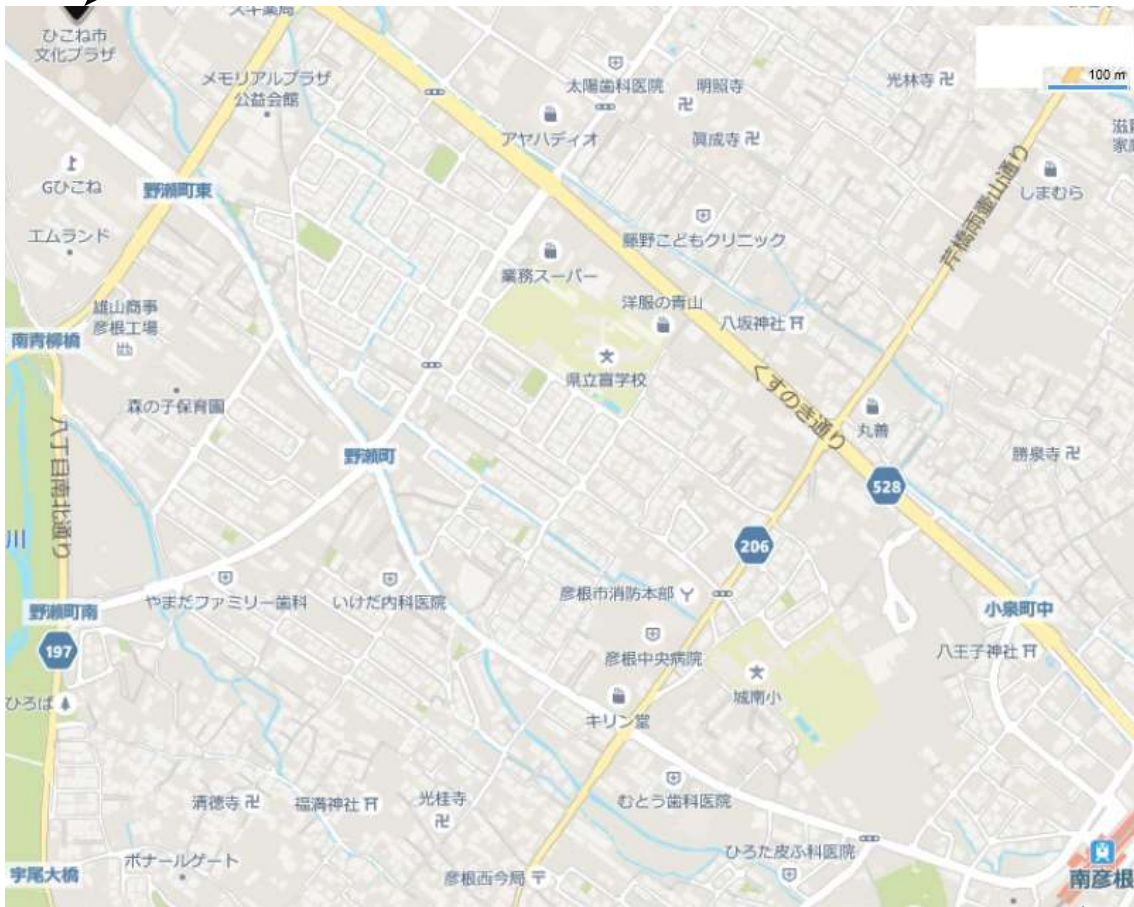 ひこね市
文化プラザ
メモリアルプラザ
公益会館
太陽歯科医院
明照寺
光林寺
100 m
アヤハディオ
眞成寺
Gひこね
野瀬町東
しまむら
芹橋雨壷山通り
エムランド
藤野こどもクリニック
業務スーパー
雄山商事
彦根工場
洋服の青山
八坂神社
南青柳橋
県立盲学校
くすのき通り
森の子保育園
丸善
八丁目南北通り
野瀬町
勝泉寺
528
川
206
やまだファミリー歯科
いけだ内科医院
彦根市消防本部
野瀬町南
小泉町中
197
彦根中央病院
八王子神社
ひろば
城南小
キリン堂
清徳寺
福満神社
光桂寺
むとう歯科医院
ボナールゲート
ひろた皮ふ科医院
宇尾大橋
彦根西今局
南彦根